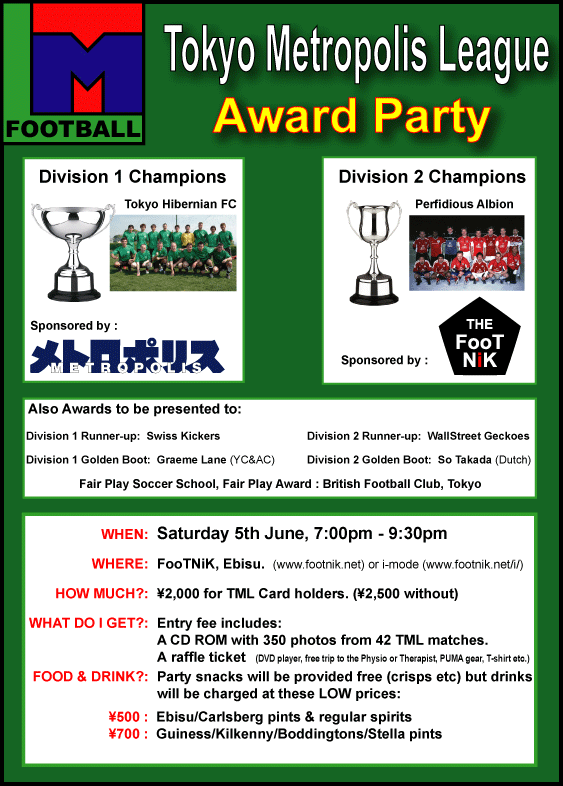 M
FOOTBALL
Tokyo Metropolis League
Award Party
Division 1 Champions
Tokyo Hibernian FC
Sponsored by :
メトロポリス
METROPOLIS
Division 2 Champions
Perfidious Albion
Sponsored by :
THE
FooT
NiK
Also Awards to be presented to:
Division 1 Runner-up: Swiss Kickers
Division 2 Runner-up: WallStreet Geckoes
Division 1 Golden Boot: Graeme Lane (YC&AC)
Division 2 Golden Boot: So Takada (Dutch)
Fair Play Soccer School, Fair Play Award : British Football Club, Tokyo
WHEN: Saturday 5th June, 7:00pm - 9:30pm
WHERE: FooTNiK, Ebisu. (www.footnik.net) or i-mode (www.footnik.net/i/)
HOW MUCH?: ¥2,000 for TML Card holders. (¥2,500 without)
WHAT DO I GET?: Entry fee includes:
A CD ROM with 350 photos from 42 TML matches.
A raffle ticket (DVD player, free trip to the Physio or Therapist, PUMA gear, T-shirt etc.)
FOOD & DRINK?: Party snacks will be provided free (crisps etc) but drinks
will be charged at these LOW prices:
¥500 : Ebisu/Carlsberg pints & regular spirits
¥700 : Guiness/Kilkenny/Boddingtons/Stella pints